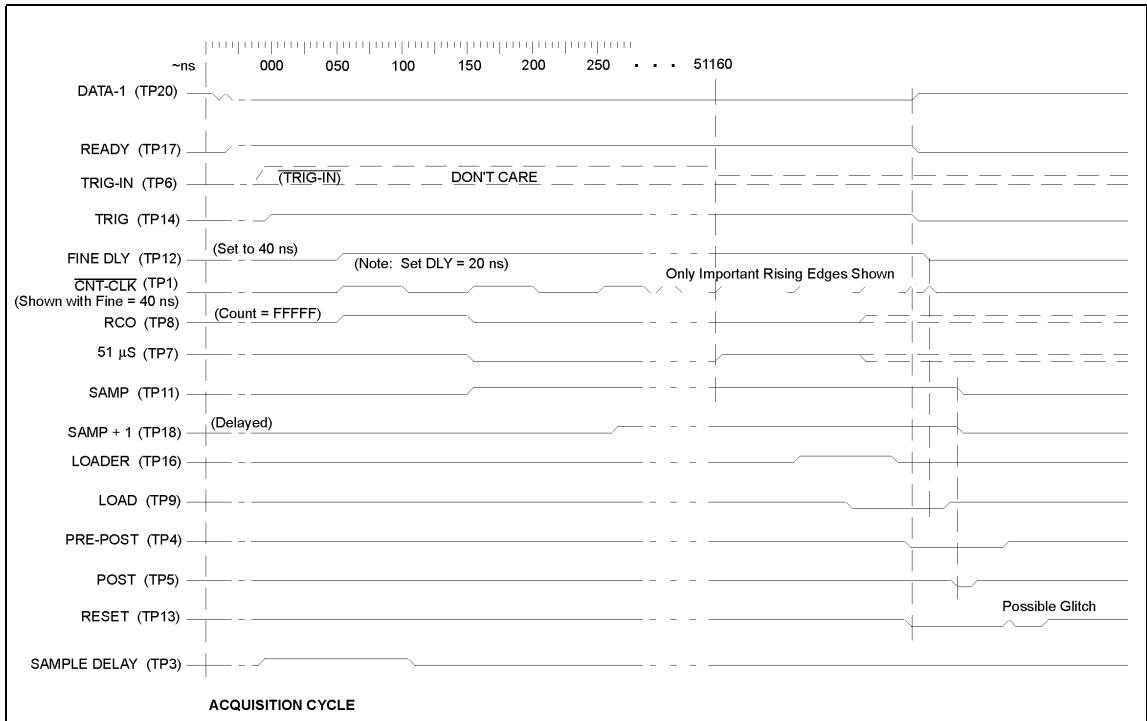 ~ns 000 050 100 150 200 250 . . . 51160
DATA-1 (TP20)
READY (TP17)
TRIG-IN (TP6) (TRIG-IN) DON'T CARE
TRIG (TP14)
FINE DLY (TP12) (Set to 40 ns) (Note: Set DLY = 20 ns)
CNT-CLK (TP1) Only Important Rising Edges Shown
(Shown with Fine = 40 ns)
RCO (TP8) (Count = FFFFF)
51 µS (TP7)
SAMP (TP11)
SAMP + 1 (TP18) (Delayed)
LOADER (TP16)
LOAD (TP9)
PRE-POST (TP4)
POST (TP5)
RESET (TP13) Possible Glitch
SAMPLE DELAY (TP3)
ACQUISITION CYCLE